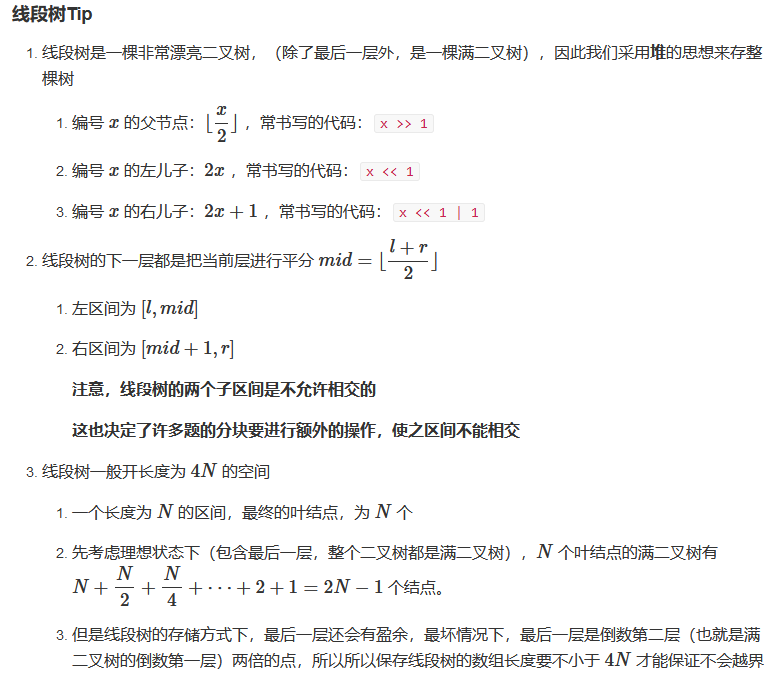 线段树Tip
1. 线段树是一棵非常漂亮二叉树，（除了最后一层外，是一棵满二叉树），因此我们采用堆的思想来存整
棵树
1. 编号 x 的父节点：⌊x/2⌋ ，常书写的代码： x >> 1
2. 编号 x 的左儿子：2x ，常书写的代码： x << 1
3. 编号 x 的右儿子：2x + 1 ，常书写的代码： x << 1 | 1
2. 线段树的下一层都是把当前层进行平分 mid = ⌊(l + r)/2⌋
1. 左区间为 [l, mid]
2. 右区间为 [mid + 1, r]
注意，线段树的两个子区间是不允许相交的
这也决定了许多题的分块要进行额外的操作，使之区间不能相交
3. 线段树一般开长度为 4N 的空间
1. 一个长度为 N 的区间，最终的叶结点，为 N 个
2. 先考虑理想状态下（包含最后一层，整个二叉树都是满二叉树），N 个叶结点的满二叉树有
N + N/2 + N/4 + ··· + 2 + 1 = 2N − 1 个结点。
3. 但是线段树的存储方式下，最后一层还会有盈余，最坏情况下，最后一层是倒数第二层（也就是满
二叉树的倒数第一层）两倍的点，所以所以保存线段树的数组长度要不小于 4N 才能保证不会越界